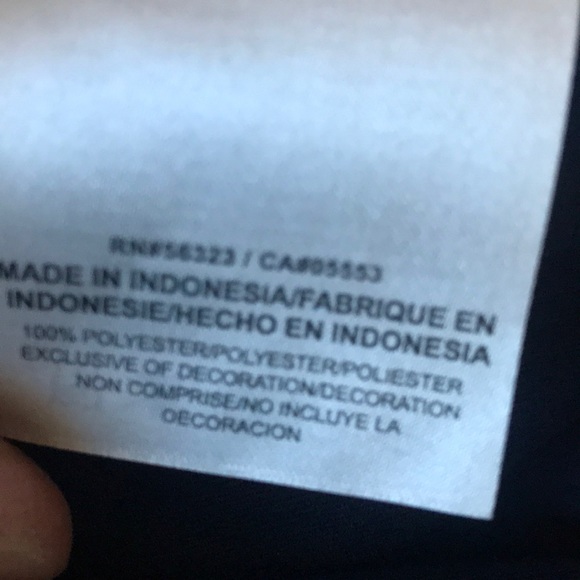 RN#56323 / CA#05553
MADE IN INDONESIA/FABRIQUE EN
INDONESIE/HECHO EN INDONESIA
100% POLYESTER/POLYESTER/POLIESTER
EXCLUSIVE OF DECORATION/DECORATION
NON COMPRISE/NO INCLUYE LA
DECORACION